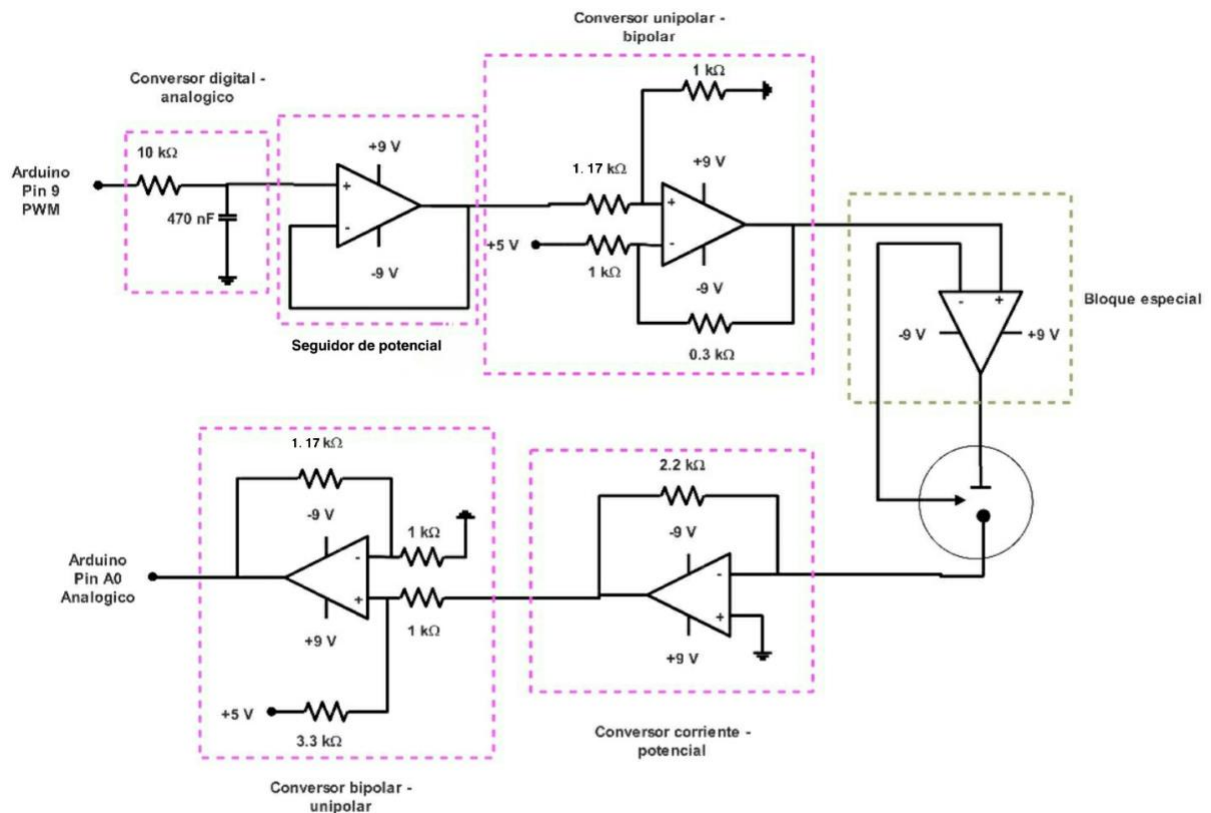 Conversor unipolar -
bipolar
Conversor digital -
analogico
1 kΩ
10 kΩ
+9 V
Arduino
Pin 9
PWM
470 nF
-9 V
Seguidor de potencial
1. 17 kΩ
+9 V
+5 V
1 kΩ
-9 V
0.3 kΩ
- +
-9 V
+9 V
Bloque especial
1. 17 kΩ
-9 V
1 kΩ
Arduino
Pin A0
Analogico
+9 V
1 kΩ
+5 V
3.3 kΩ
Conversor bipolar -
unipolar
2.2 kΩ
-9 V
+9 V
Conversor corriente -
potencial